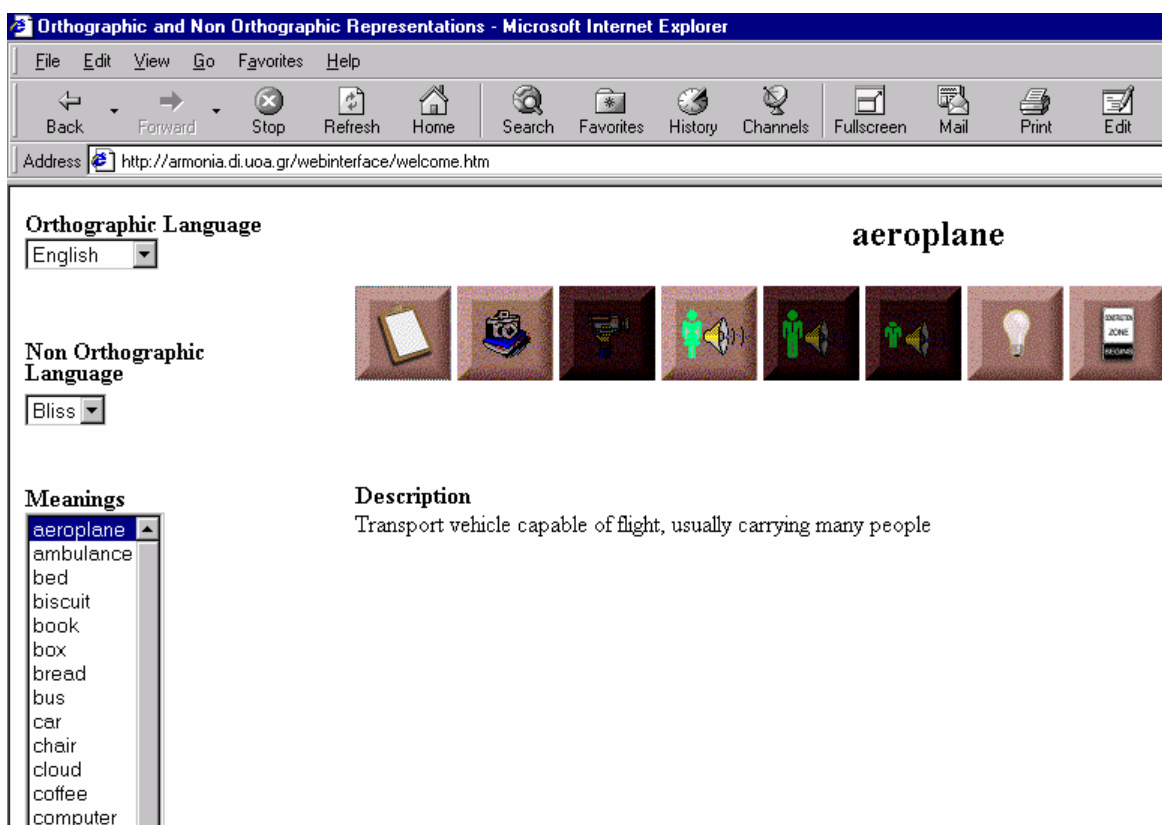 Orthographic and Non Orthographic Representations - Microsoft Internet Explorer
File Edit View Go Favorites Help
Back Forward Stop Refresh Home Search Favorites History Channels Fullscreen Mail Print Edit
Address http://armonia.di.uoa.gr/webinterface/welcome.htm
Orthographic Language
English
aeroplane
CONSTRUCTION
ZONE
BEGINS
Non Orthographic
Language
Bliss
Meanings
aeroplane
ambulance
bed
biscuit
book
box
bread
bus
car
chair
cloud
coffee
computer
Description
Transport vehicle capable of flight, usually carrying many people